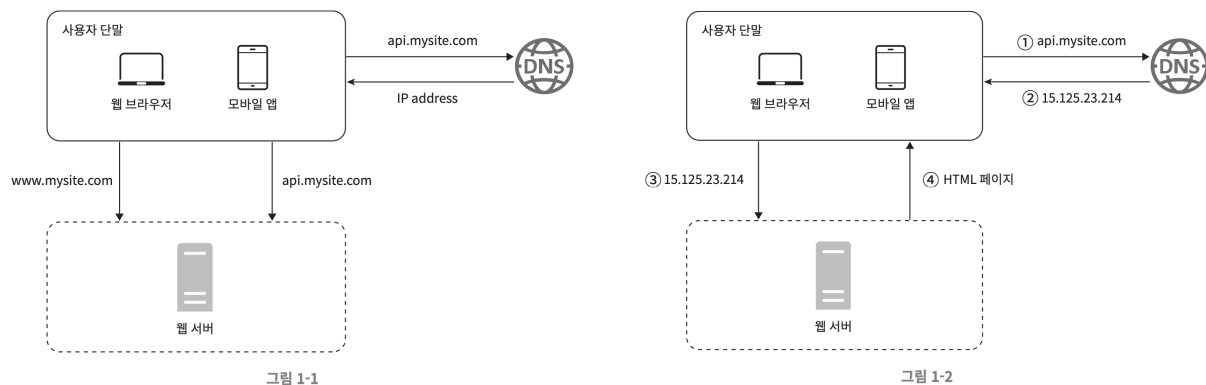 사용자 단말
웹 브라우저
모바일 앱
api.mysite.com
DNS
IP address
www.mysite.com
api.mysite.com
웹 서버
그림 1-1
사용자 단말
웹 브라우저
모바일 앱
① api.mysite.com
DNS
② 15.125.23.214
③ 15.125.23.214
④ HTML 페이지
웹 서버
그림 1-2